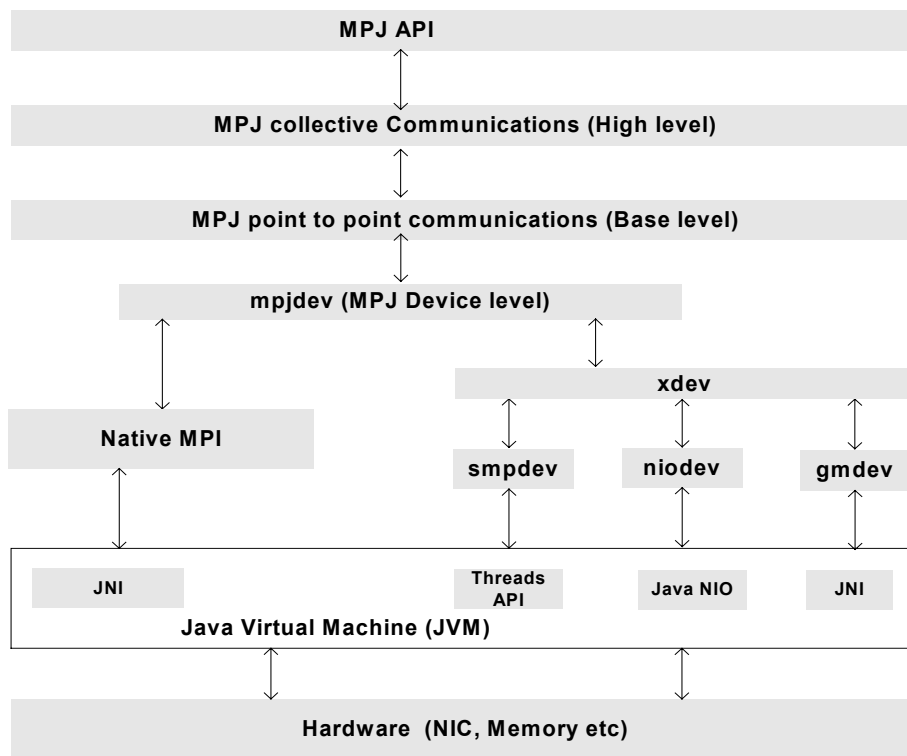 MPJ API
MPJ collective Communications (High level)
MPJ point to point communications (Base level)
mpjdev (MPJ Device level)
xdev
Native MPI
smpdev
niodev
gmdev
JNI
Threads
API
Java NIO
JNI
Java Virtual Machine (JVM)
Hardware (NIC, Memory etc)